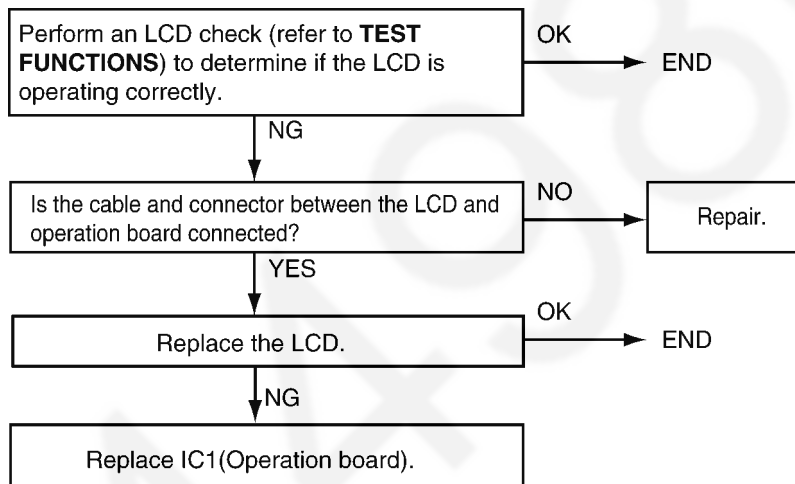 Perform an LCD check (refer to TEST
FUNCTIONS) to determine if the LCD is
operating correctly.
OK
END
NG
Is the cable and connector between the LCD and
operation board connected?
NO
Repair.
YES
Replace the LCD.
OK
END
NG
Replace IC1(Operation board).